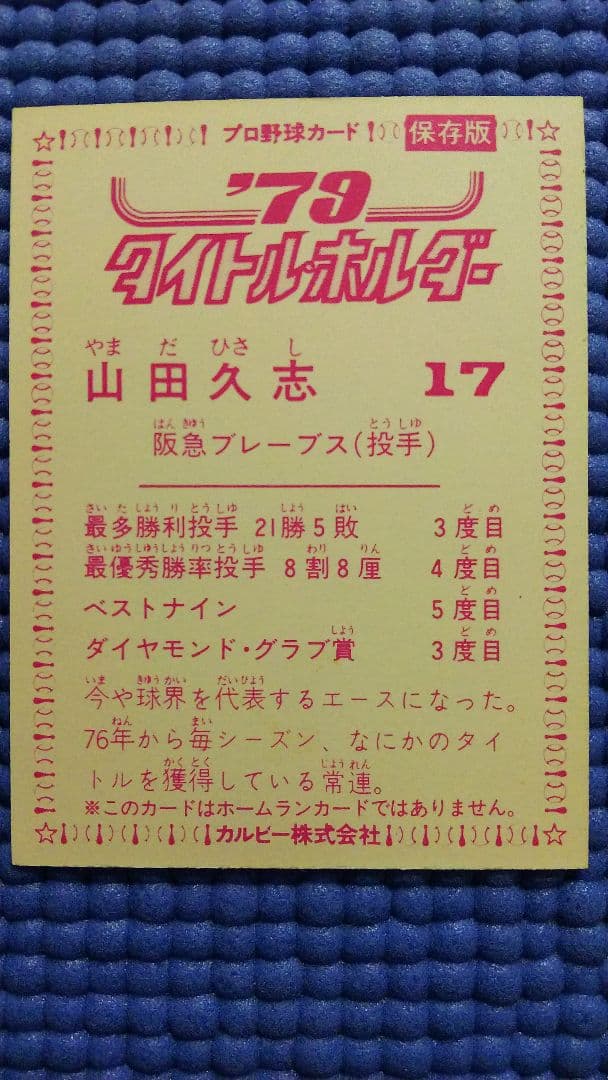 プロ野球カード 保存版
'79
タイトル・ホルダー
やま だ ひさ し
山田久志 17
はん きゆう とう しゆ
阪急ブレーブス(投手)
さい た しよう り とう しゆ しよう はい ど め
最多勝利投手 21勝5敗 3度目
さい ゆう しゆう しよう りつ とう しゆ わり りん ど め
最優秀勝率投手 8割8厘 4度目
ど め
ベストナイン 5度目
しよう ど め
ダイヤモンド・グラブ賞 3度目
いま きゆう かい だい ひよう
今や球界を代表するエースになった。
ねん まい
76年から毎シーズン、なにかのタイ
かく とく じよう れん
トルを獲得している常連。
※このカードはホームランカードではありません。
カルビー株式会社